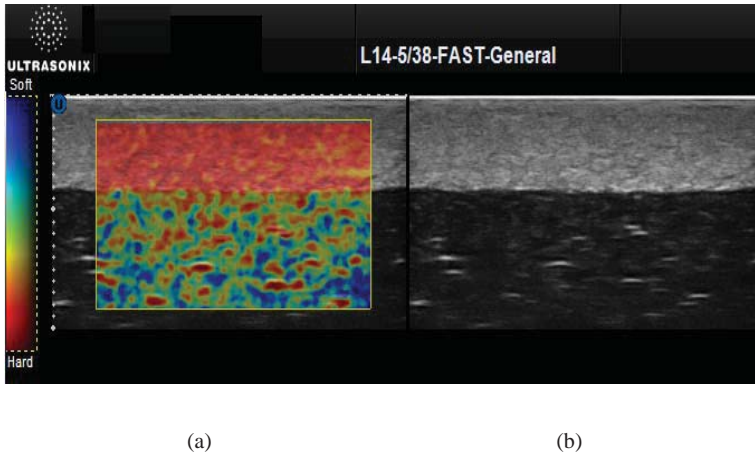 ULTRASONIX
L14-5/38-FAST-General
Soft
U
Hard
(a)
(b)